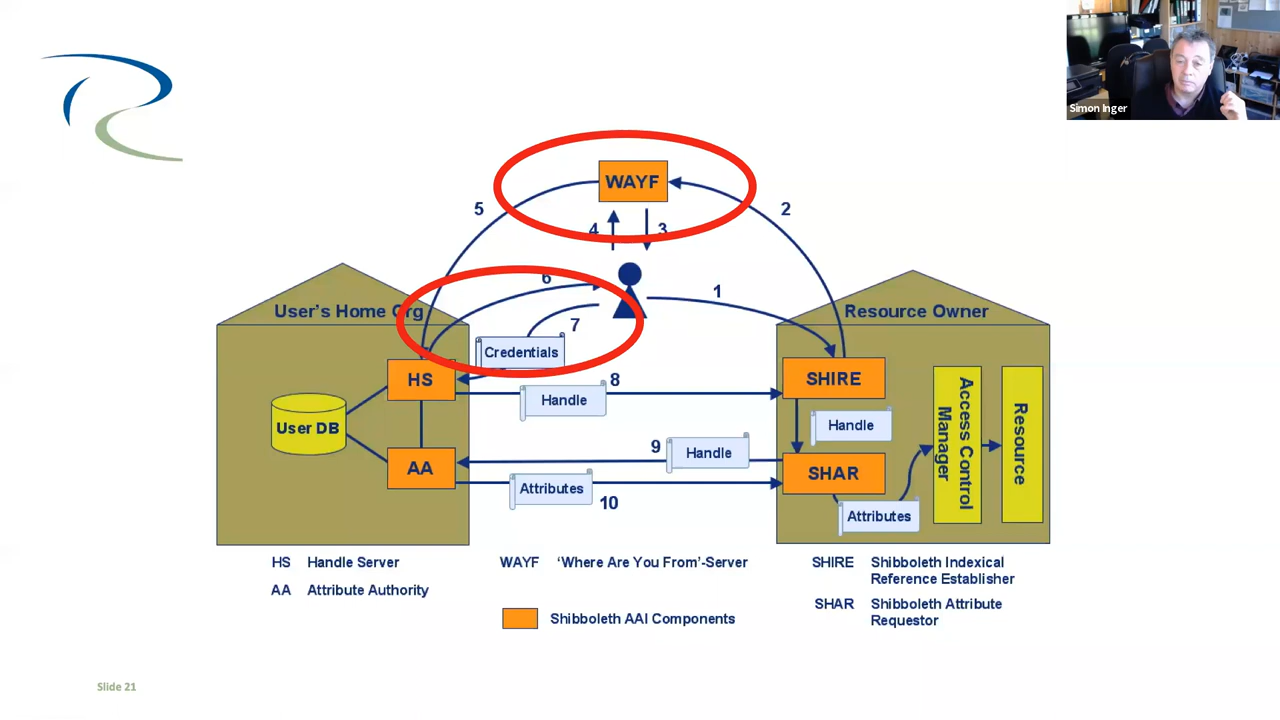 Simon Inger
WAYF
5
2
4
3
6
1
User's Home Org
Resource Owner
7
Credentials
HS
SHIRE
8
Handle
User DB
Handle
Access Control
Manager
Resource
9
Handle
AA
SHAR
Attributes
10
Attributes
HS Handle Server
WAYF 'Where Are You From'-Server
SHIRE Shibboleth Indexical
Reference Establisher
AA Attribute Authority
SHAR Shibboleth Attribute
Requestor
Shibboleth AAI Components
Slide 21